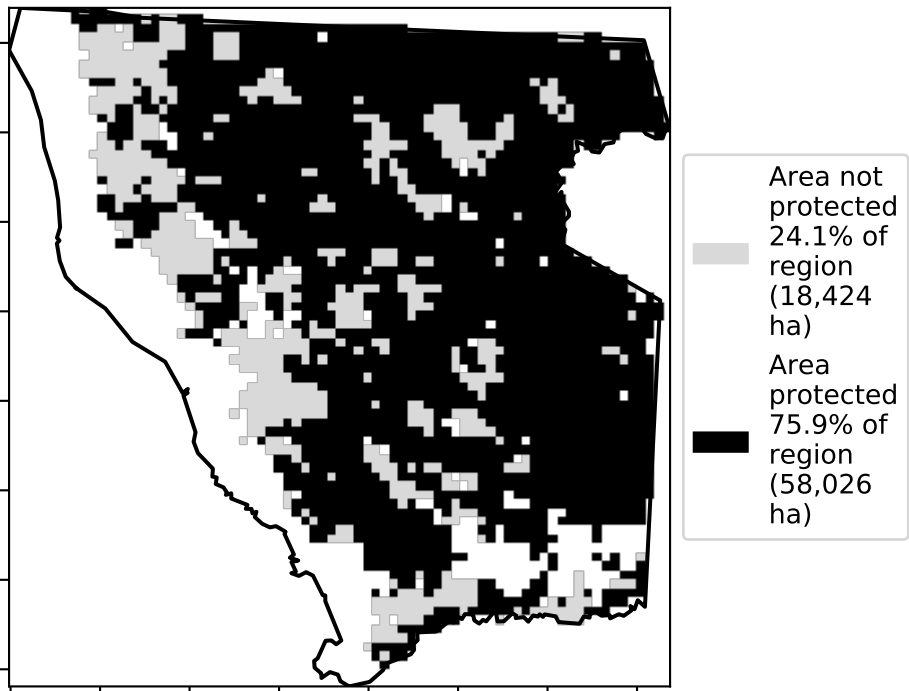 Area not
protected
24.1% of
region
(18,424
ha)
Area
protected
75.9% of
region
(58,026
ha)